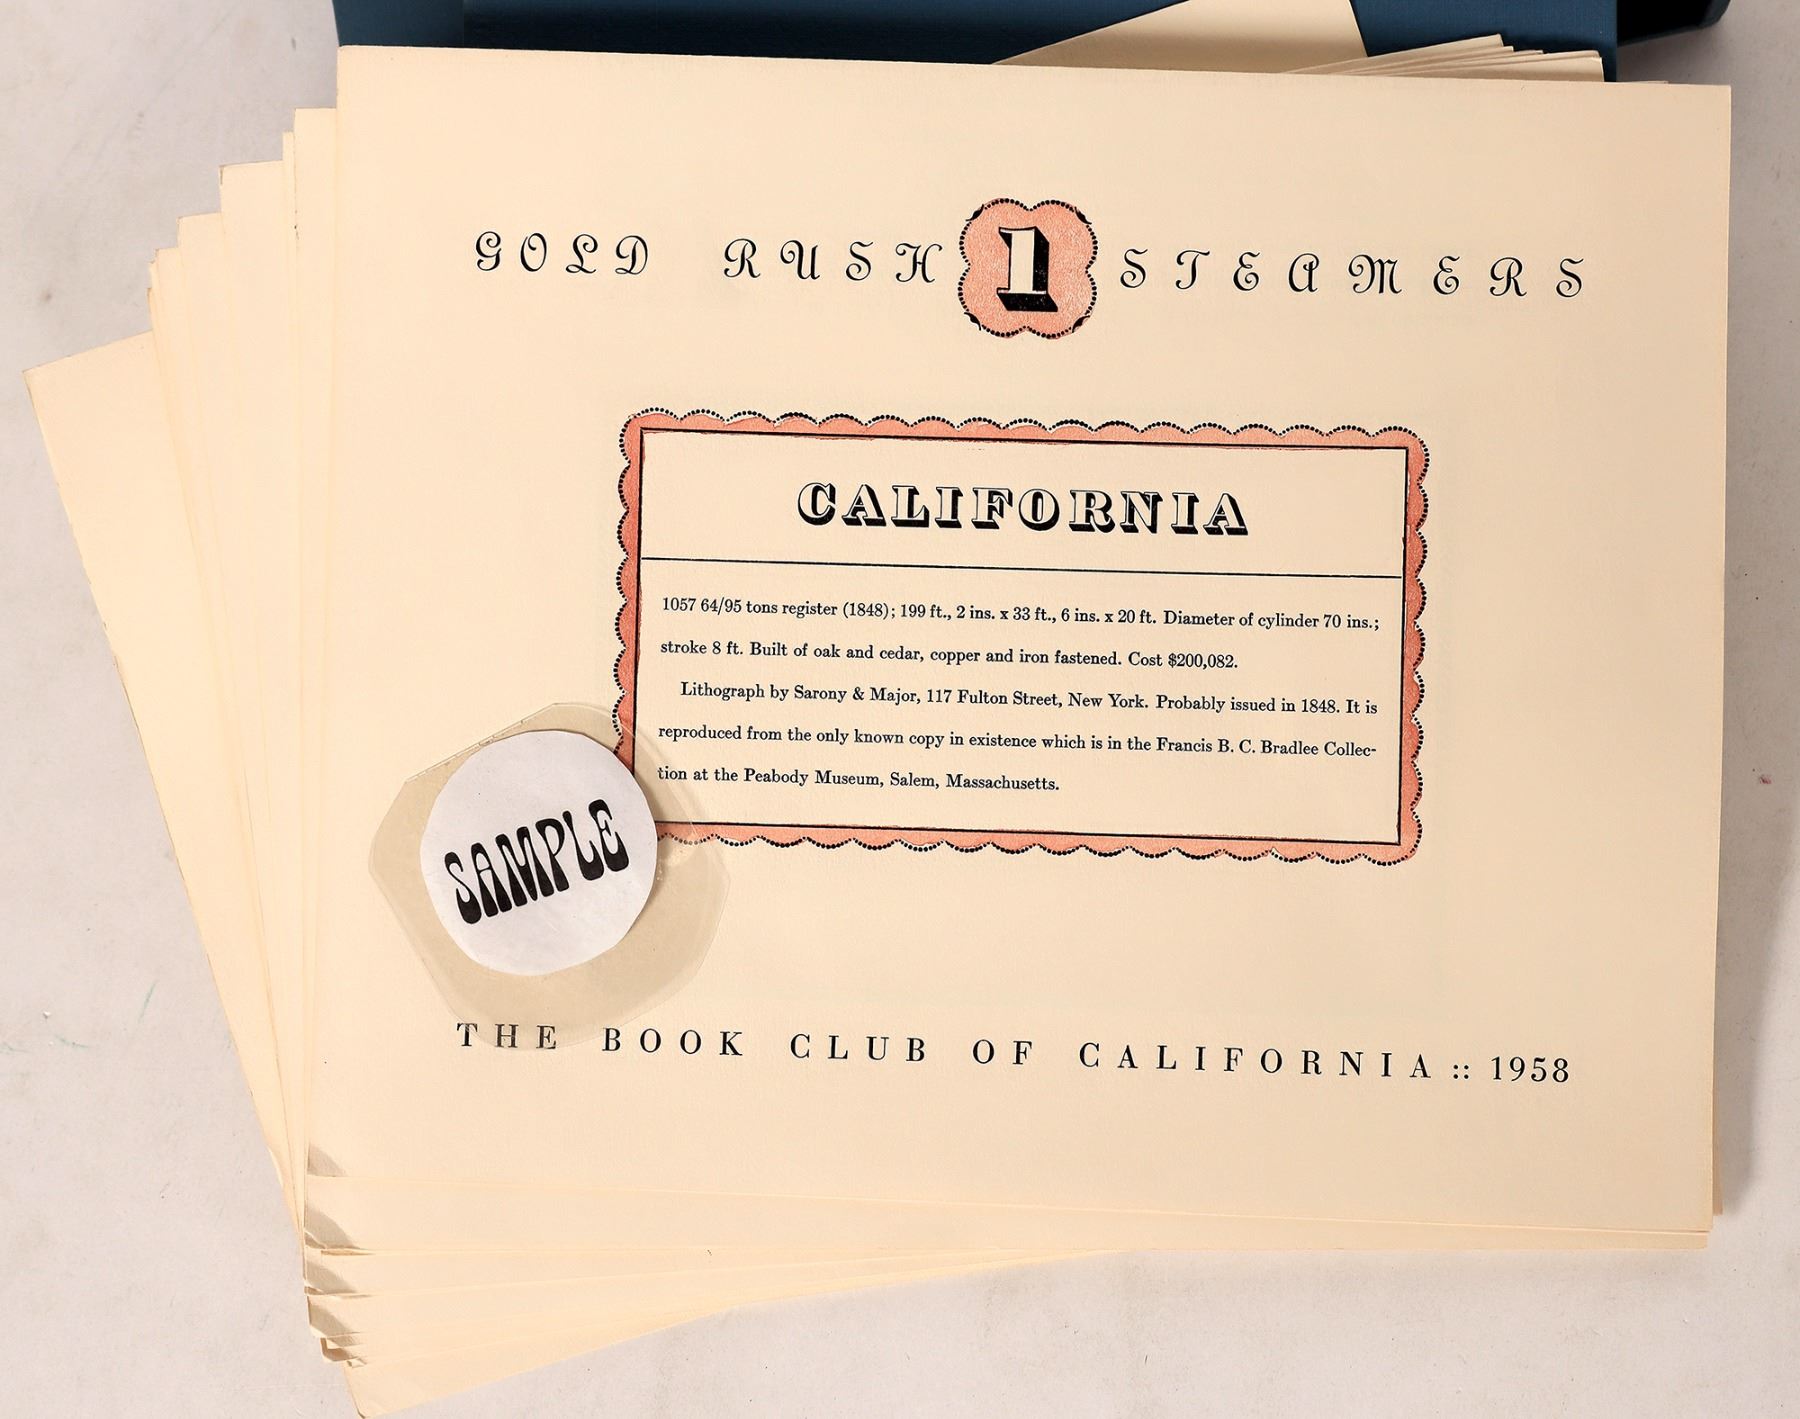 GOLD RUSH 1 STEAMERS
CALIFORNIA
1057 64/95 tons register (1848); 199 ft., 2 ins. x 33 ft., 6 ins. x 20 ft. Diameter of cylinder 70 ins.;
stroke 8 ft. Built of oak and cedar, copper and iron fastened. Cost $200,082.
Lithograph by Sarony & Major, 117 Fulton Street, New York. Probably issued in 1848. It is
reproduced from the only known copy in existence which is in the Francis B. C. Bradlee Collec-
tion at the Peabody Museum, Salem, Massachusetts.
SAMPLE
THE BOOK CLUB OF CALIFORNIA :: 1958